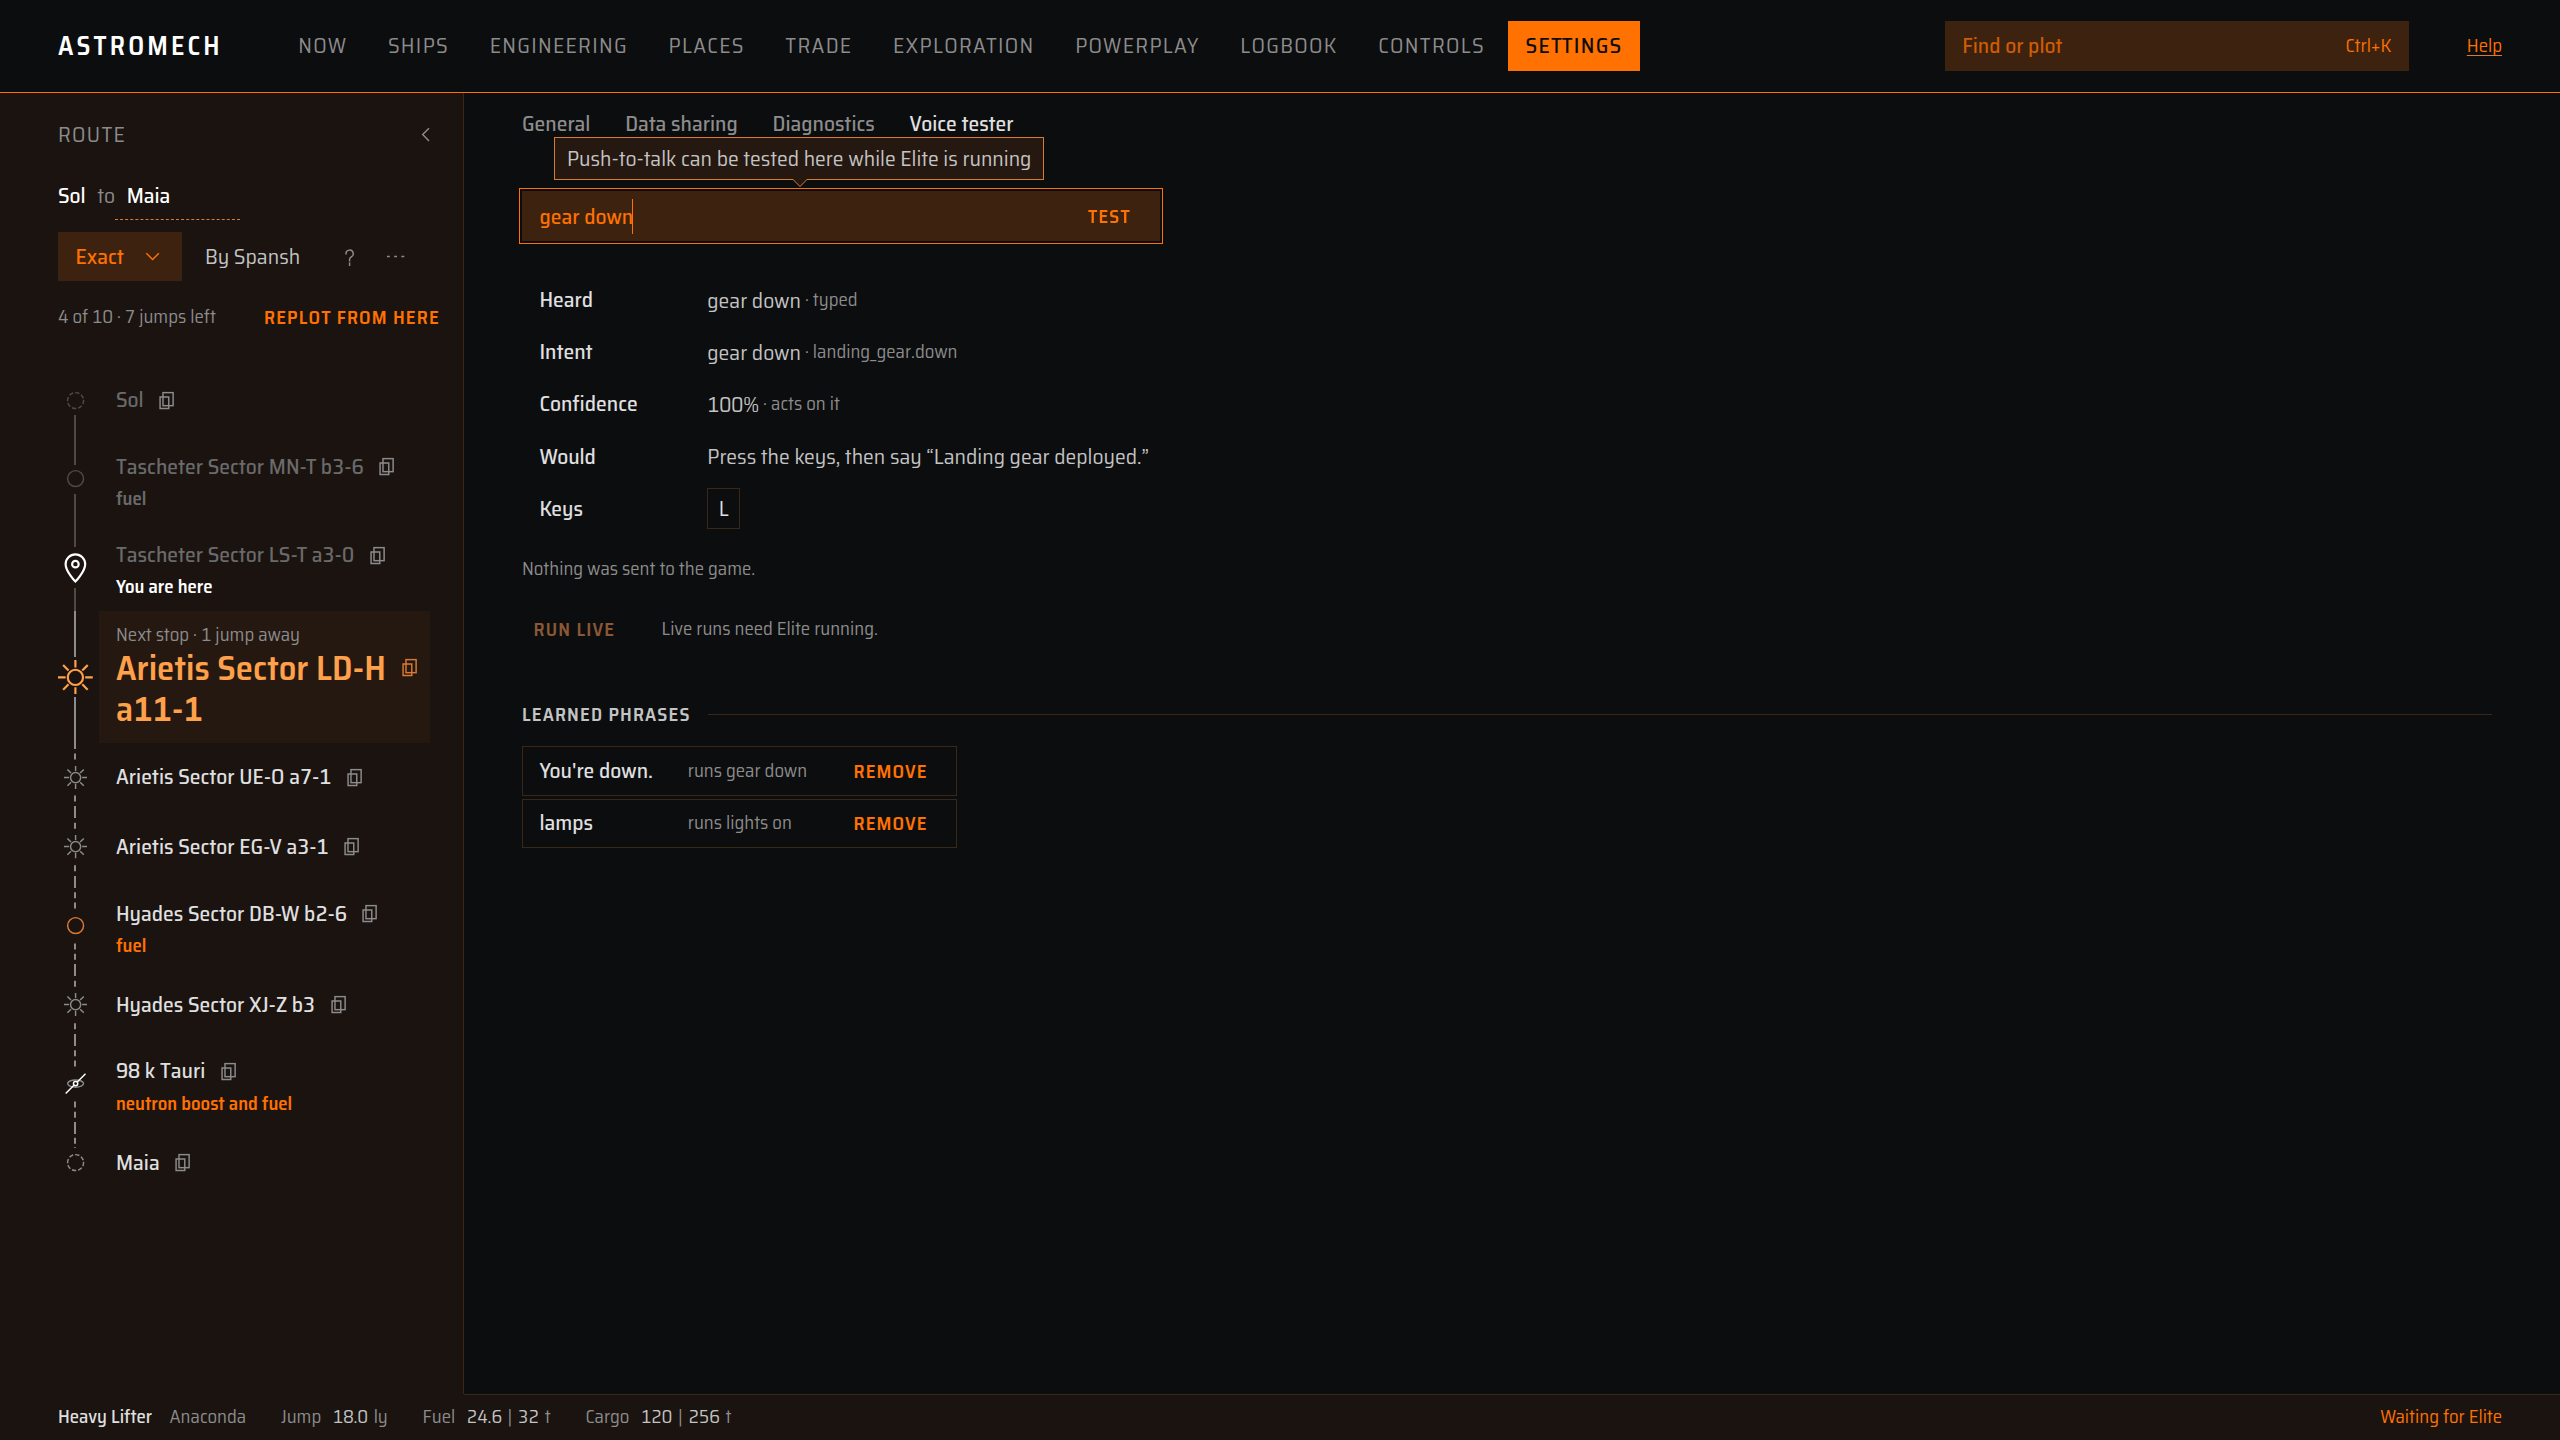 ASTROMECH NOW SHIPS ENGINEERING PLACES TRADE EXPLORATION POWERPLAY LOGBOOK CONTROLS SETTINGS Find or plot Ctrl+K Help
ROUTE
Sol to Maia
Exact By Spansh ? ···
4 of 10 · 7 jumps left REPLOT FROM HERE
Sol
Tascheter Sector MN-T b3-6
fuel
Tascheter Sector LS-T a3-0
You are here
Next stop · 1 jump away
Arietis Sector LD-H
a11-1
Arietis Sector UE-O a7-1
Arietis Sector EG-V a3-1
Hyades Sector DB-W b2-6
fuel
Hyades Sector XJ-Z b3
98 k Tauri
neutron boost and fuel
Maia
General Data sharing Diagnostics Voice tester
Push-to-talk can be tested here while Elite is running
gear down TEST
Heard gear down · typed
Intent gear down · landing_gear.down
Confidence 100% · acts on it
Would Press the keys, then say “Landing gear deployed.”
Keys L
Nothing was sent to the game.
RUN LIVE Live runs need Elite running.
LEARNED PHRASES
You're down. runs gear down REMOVE
lamps runs lights on REMOVE
Heavy Lifter Anaconda Jump 18.0 ly Fuel 24.6 | 32 t Cargo 120 | 256 t Waiting for Elite